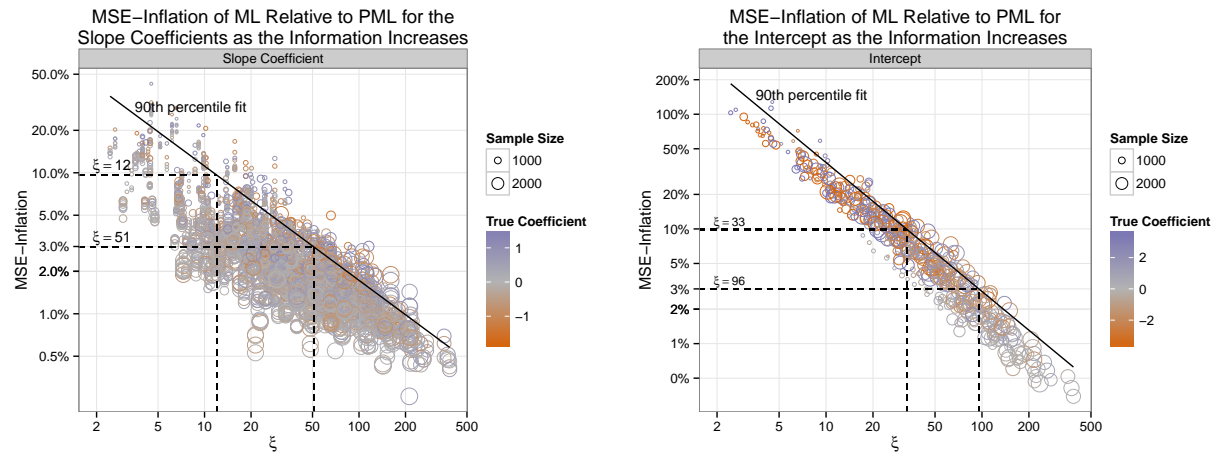 MSE−Inflation of ML Relative to PML for the
Slope Coefficients as the Information Increases
Slope Coefficient
50.0%
20.0%
10.0%
5.0%
3.0%
2.0%
1.0%
0.5%
MSE−Inflation
90th percentile fit
ξ = 12
ξ = 51
2
5
10
20
50
100
200
500
ξ
Sample Size
1000
2000
True Coefficient
1
0
−1
MSE−Inflation of ML Relative to PML for
the Intercept as the Information Increases
Intercept
200%
100%
50%
20%
10%
5%
3%
2%
1%
0%
MSE−Inflation
90th percentile fit
ξ = 33
ξ = 96
2
5
10
20
50
100
200
500
ξ
Sample Size
1000
2000
True Coefficient
2
0
−2